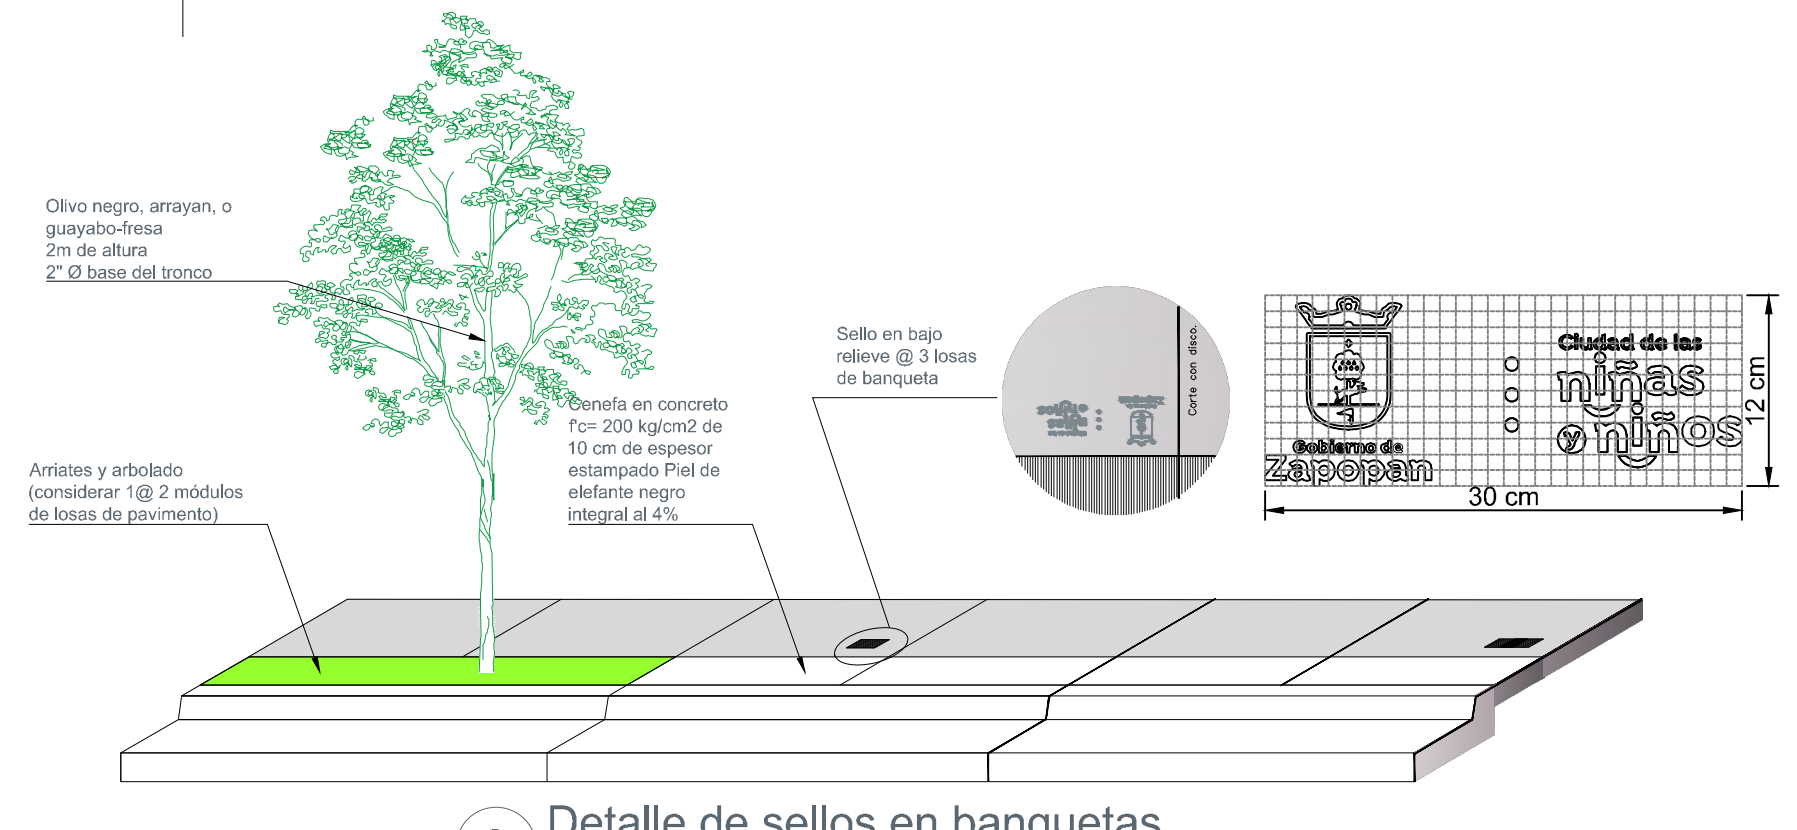 Olivo negro, arrayan, o
guayabo-fresa
2m de altura
2" Ø base del tronco
Arriates y arbolado
(considerar 1@ 2 módulos
de losas de pavimento)
Cenefa en concreto
f'c= 200 kg/cm2 de
10 cm de espesor
estampado Piel de
elefante negro
integral al 4%
Sello en bajo
relieve @ 3 losas
de banqueta
Corte con disco.
Gobierno de
Zapopan
Ciudad de las
niñas
y niños
12 cm
30 cm
Detalle de sellos en banquetas